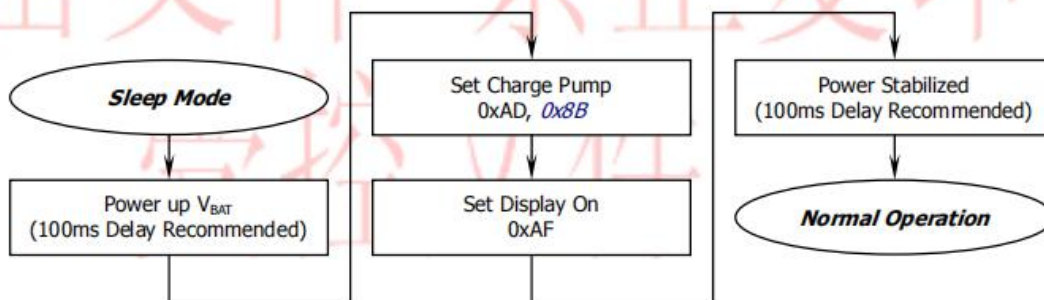 Sleep Mode
Power up VBAT
(100ms Delay Recommended)
Set Charge Pump
0xAD, 0x8B
Set Display On
0xAF
Power Stabilized
(100ms Delay Recommended)
Normal Operation